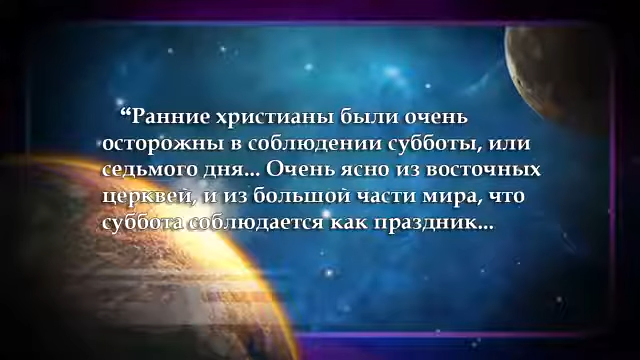 “Ранние христианы были очень
осторожны в соблюдении субботы, или
седьмого дня... Очень ясно из восточных
церквей, и из большой части мира, что
суббота соблюдается как праздник...